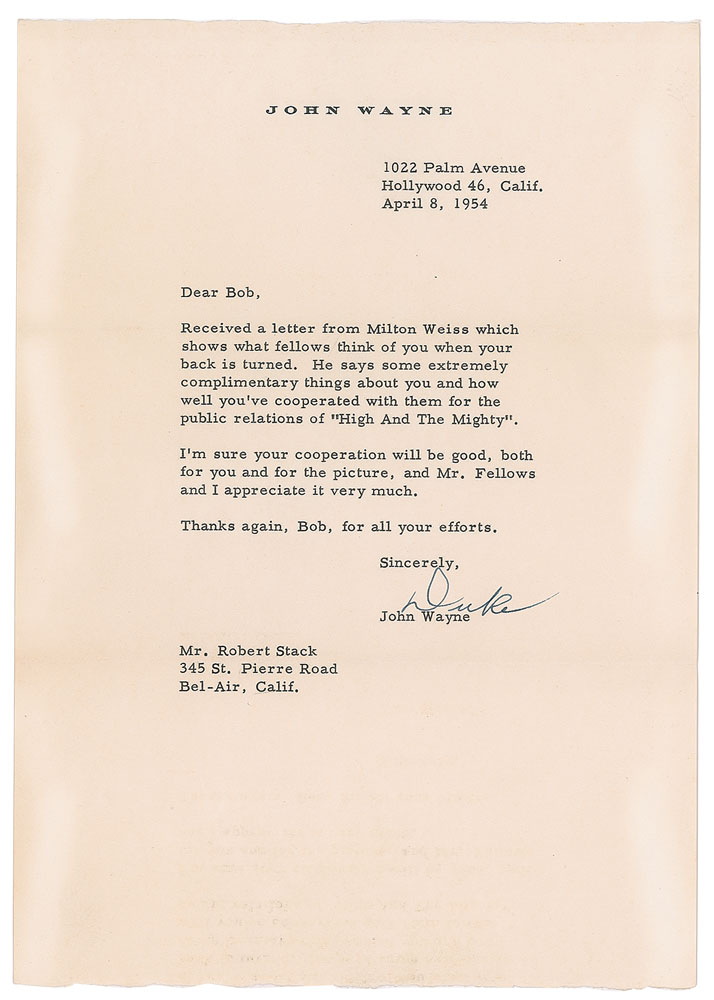 JOHN WAYNE
1022 Palm Avenue
Hollywood 46, Calif.
April 8, 1954
Dear Bob,
Received a letter from Milton Weiss which
shows what fellows think of you when your
back is turned.  He says some extremely
complimentary things about you and how
well you've cooperated with them for the
public relations of "High And The Mighty".
I'm sure your cooperation will be good, both
for you and for the picture, and Mr. Fellows
and I appreciate it very much.
Thanks again, Bob, for all your efforts.
Sincerely,
Duke
John Wayne
Mr. Robert Stack
345 St. Pierre Road
Bel-Air, Calif.